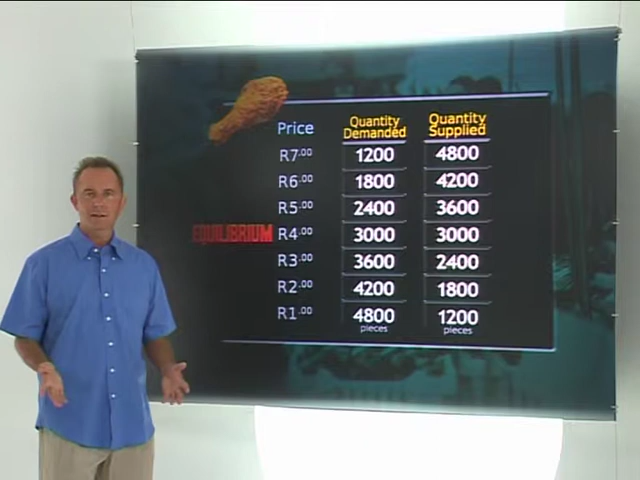 Price Quantity Demanded Quantity Supplied
R7.00 1200 4800
R6.00 1800 4200
R5.00 2400 3600
EQUILIBRIUM R4.00 3000 3000
R3.00 3600 2400
R2.00 4200 1800
R1.00 4800 1200
pieces pieces